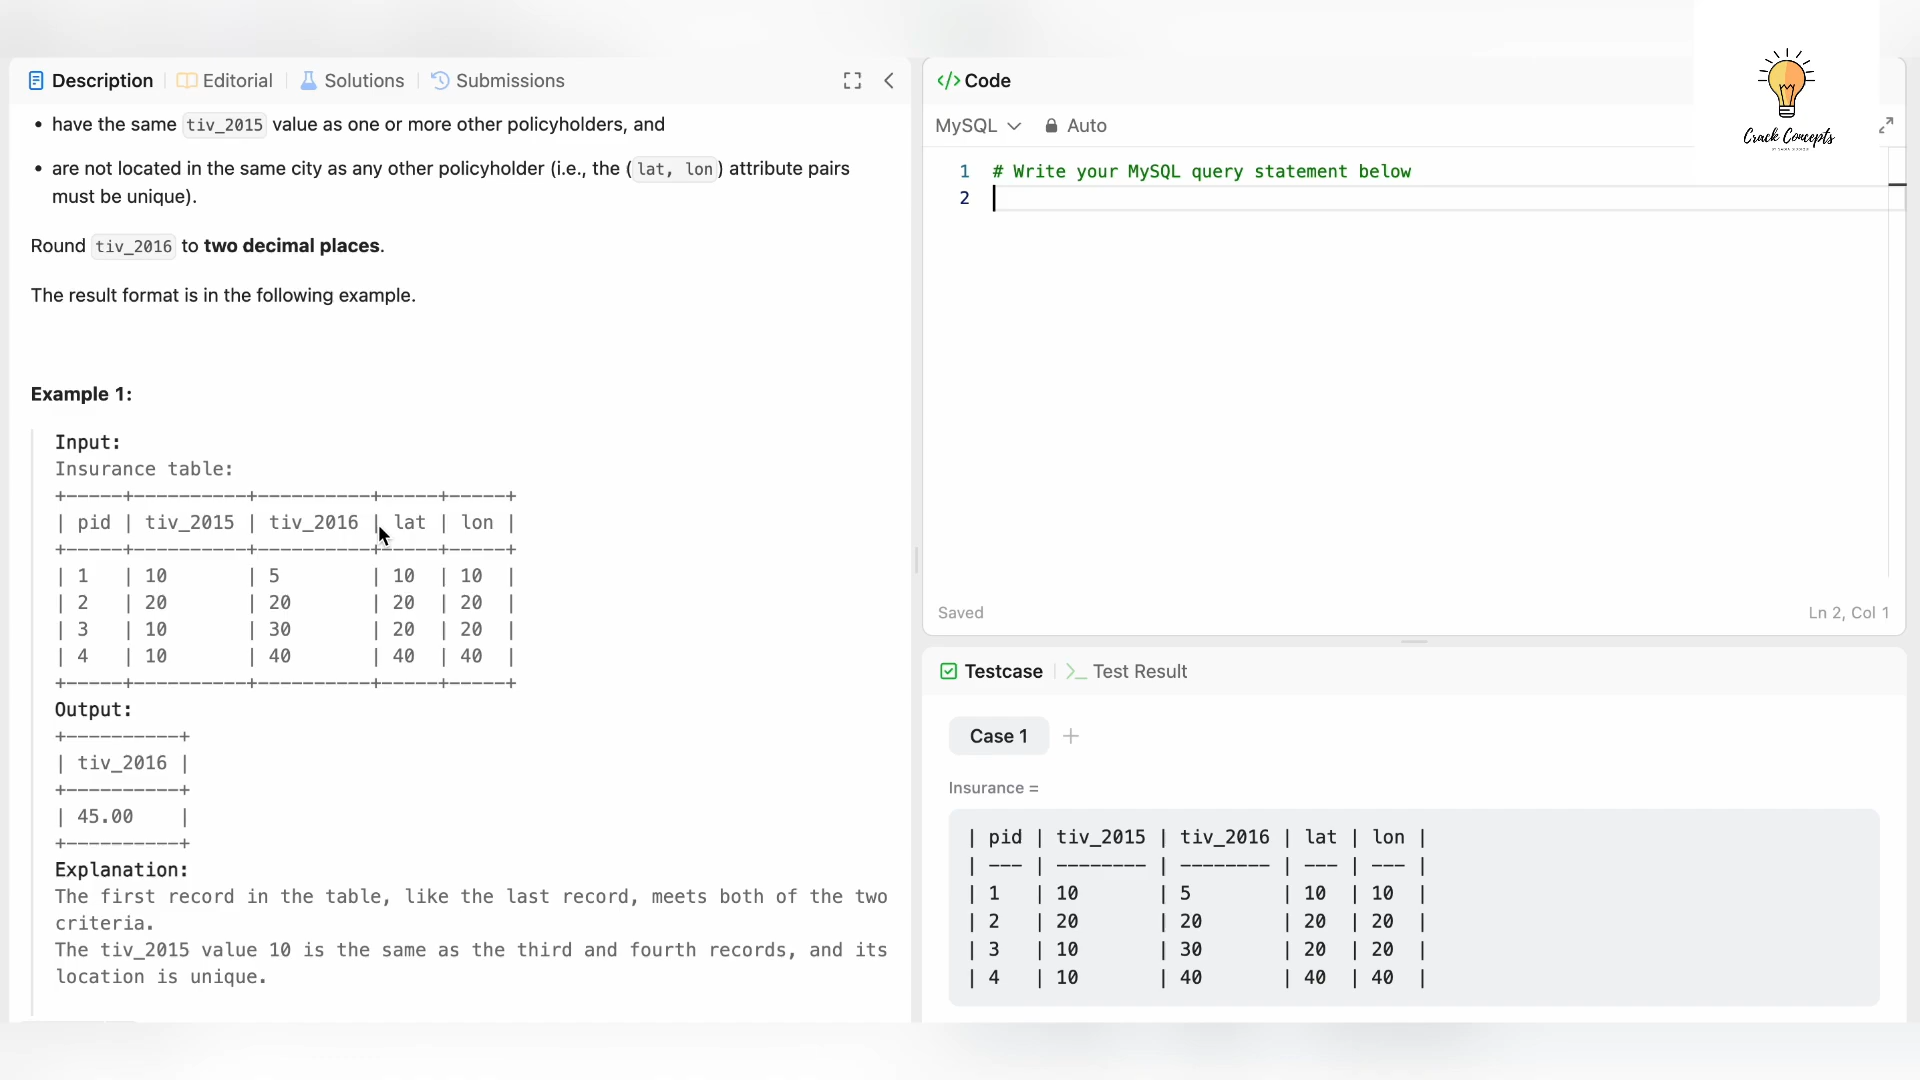 Description
Editorial
Solutions
Submissions
• have the same tiv_2015 value as one or more other policyholders, and
• are not located in the same city as any other policyholder (i.e., the (lat, lon) attribute pairs
must be unique).
Round tiv_2016 to two decimal places.
The result format is in the following example.
Example 1:
Input:
Insurance table:
+-----+----------+----------+-----+-----+
| pid | tiv_2015 | tiv_2016 | lat | lon |
+-----+----------+----------+-----+-----+
| 1   | 10       | 5        | 10  | 10  |
| 2   | 20       | 20       | 20  | 20  |
| 3   | 10       | 30       | 20  | 20  |
| 4   | 10       | 40       | 40  | 40  |
+-----+----------+----------+-----+-----+
Output:
+----------+
| tiv_2016 |
+----------+
| 45.00    |
+----------+
Explanation:
The first record in the table, like the last record, meets both of the two
criteria.
The tiv_2015 value 10 is the same as the third and fourth records, and its
location is unique.
</> Code
MySQL
Auto
Crack Concepts
1 # Write your MySQL query statement below
2
Saved
Ln 2, Col 1
Testcase
>_ Test Result
Case 1 +
Insurance =
| pid | tiv_2015 | tiv_2016 | lat | lon |
| --- | -------- | -------- | --- | --- |
| 1   | 10       | 5        | 10  | 10  |
| 2   | 20       | 20       | 20  | 20  |
| 3   | 10       | 30       | 20  | 20  |
| 4   | 10       | 40       | 40  | 40  |